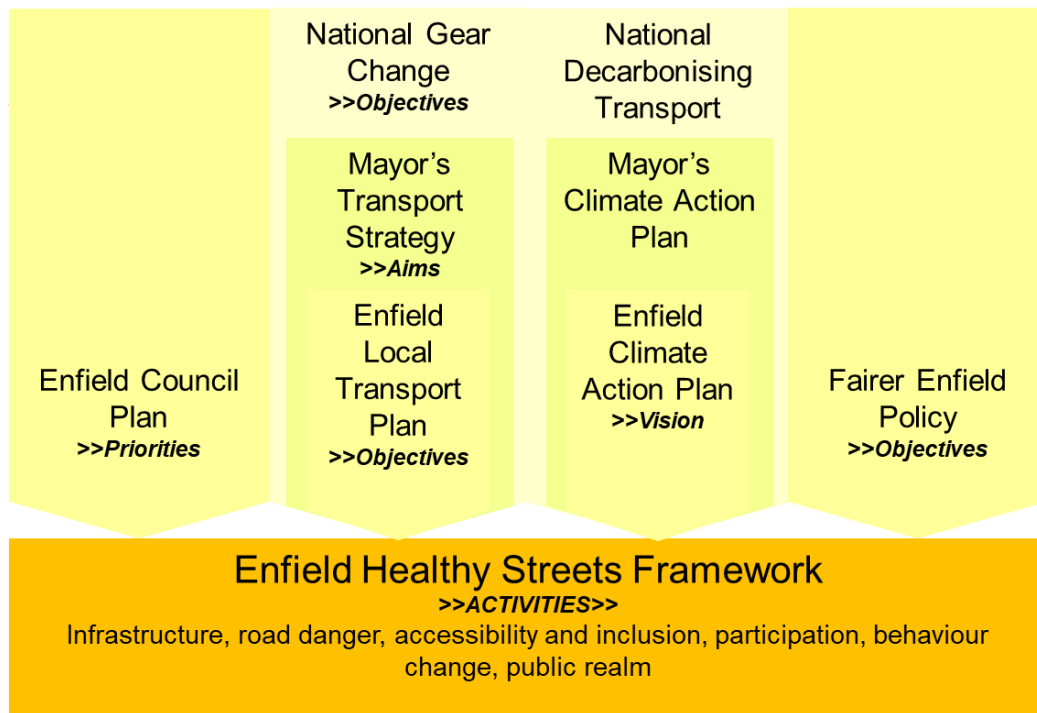 National Gear
Change
>>Objectives
National
Decarbonising
Transport
Mayor’s
Transport
Strategy
>>Aims
Mayor’s
Climate Action
Plan
Enfield Council
Plan
>>Priorities
Enfield
Local
Transport
Plan
>>Objectives
Enfield
Climate
Action Plan
>>Vision
Fairer Enfield
Policy
>>Objectives
Enfield Healthy Streets Framework
>>ACTIVITIES>>
Infrastructure, road danger, accessibility and inclusion, participation, behaviour
change, public realm